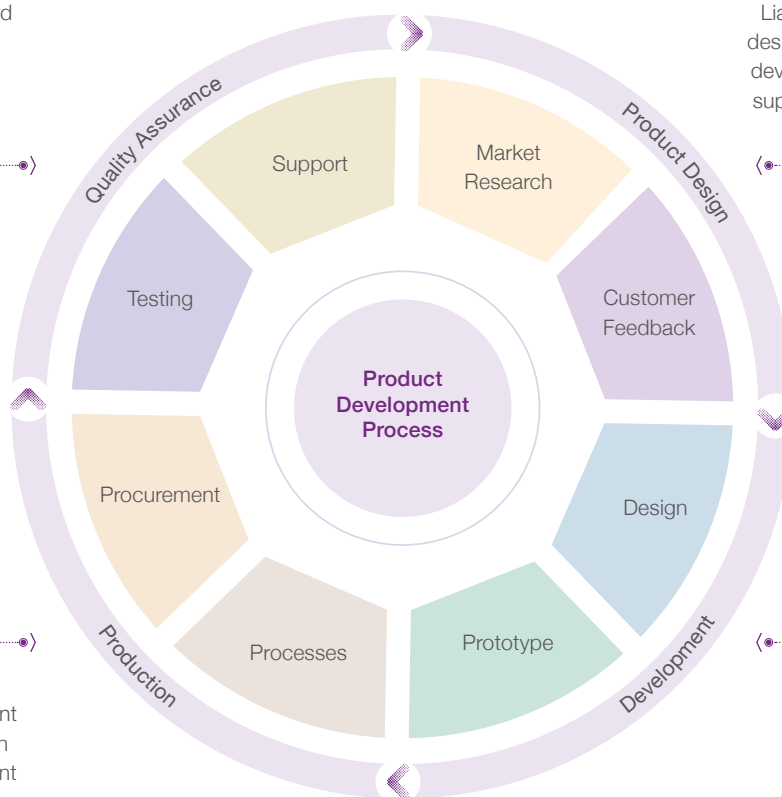 Product
Development
Process
Product Design
Market
Research
Customer
Feedback
Development
Design
Prototype
Production
Processes
Procurement
Quality Assurance
Testing
Support